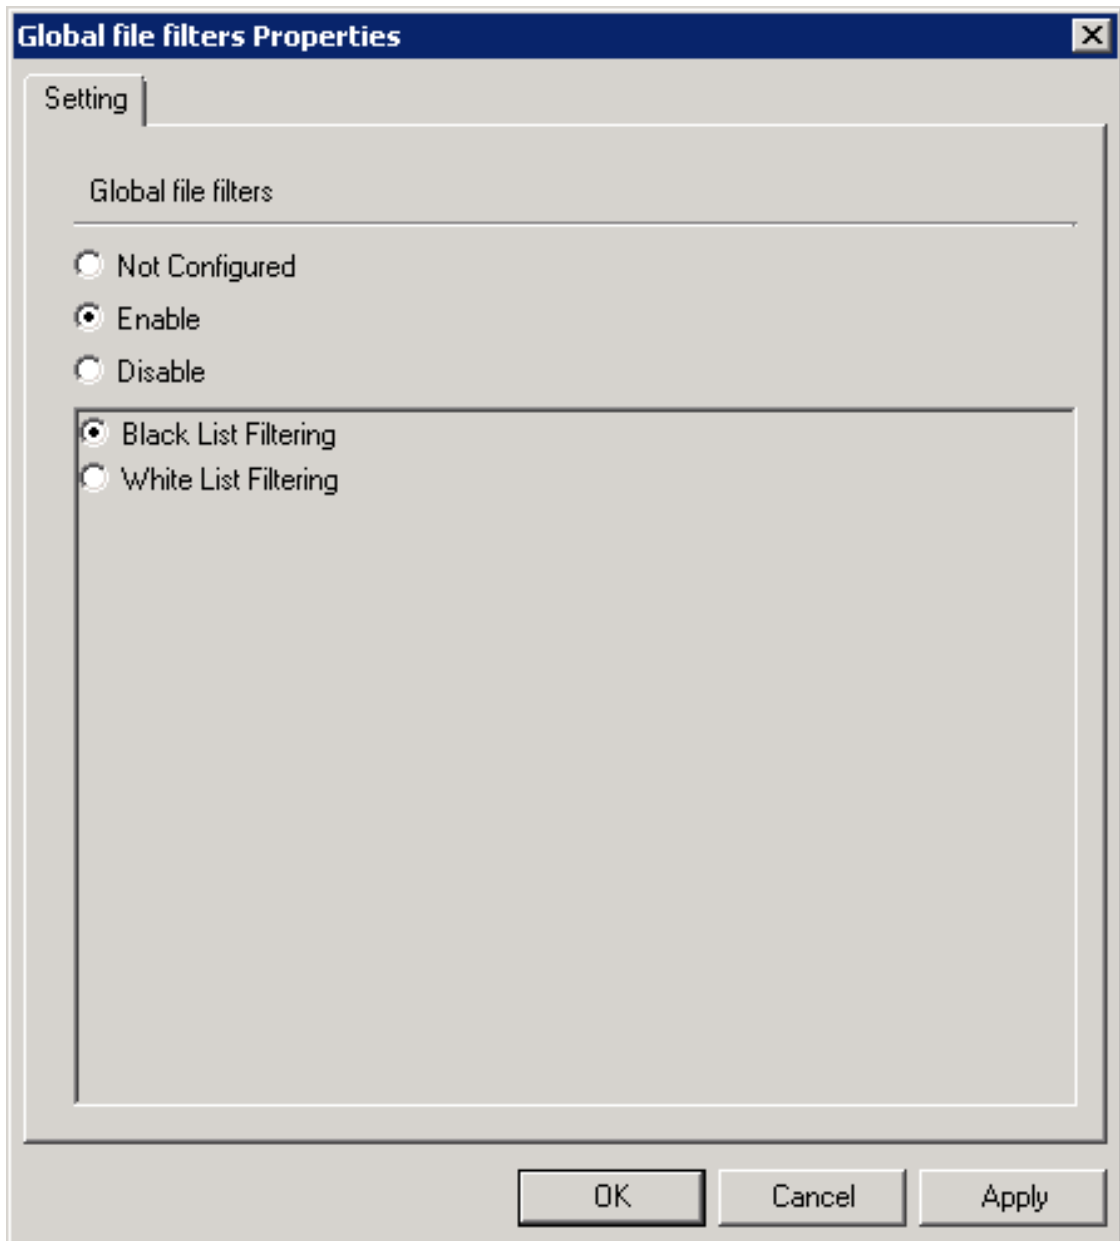 Global file filters Properties
Setting
Global file filters
Not Configured
Enable
Disable
Black List Filtering
White List Filtering
OK Cancel Apply